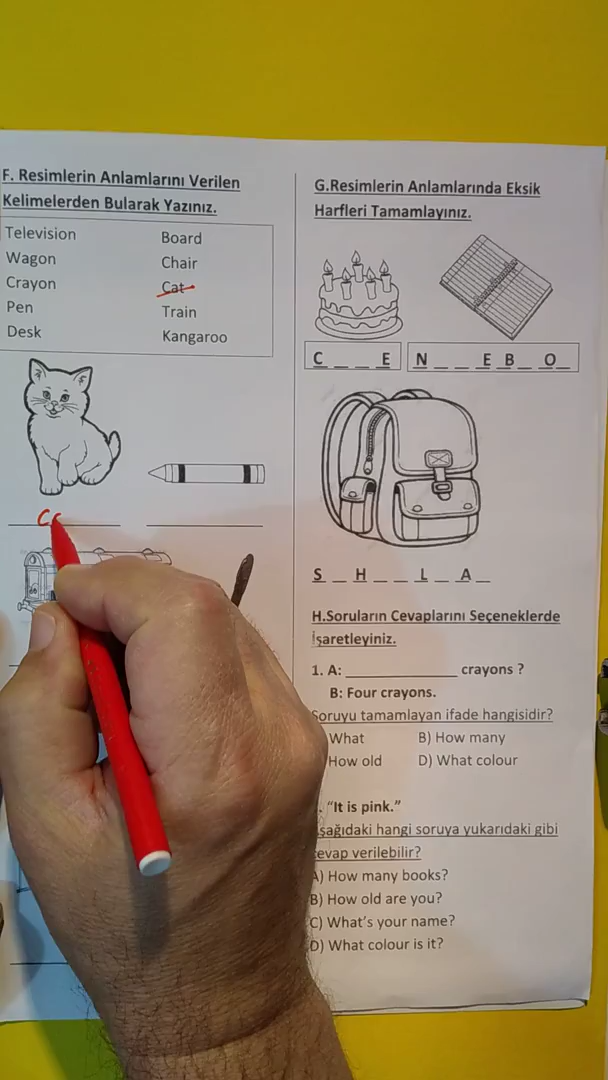 F. Resimlerin Anlamlarını Verilen
Kelimelerden Bularak Yazınız.
Television
Board
Wagon
Chair
Crayon
Cat
Pen
Train
Desk
Kangaroo
G.Resimlerin Anlamlarında Eksik
Harfleri Tamamlayınız.
C _ _ E
N _ _ E B _ O _
S _ H _ _ L _ A _
H.Soruların Cevaplarını Seçeneklerde
İşaretleyiniz.
1. A: ______________ crayons ?
B: Four crayons.
Soruyu tamamlayan ifade hangisidir?
What
B) How many
How old
D) What colour
. “It is pink.”
şağıdaki hangi soruya yukarıdaki gibi
cevap verilebilir?
A) How many books?
B) How old are you?
C) What's your name?
D) What colour is it?